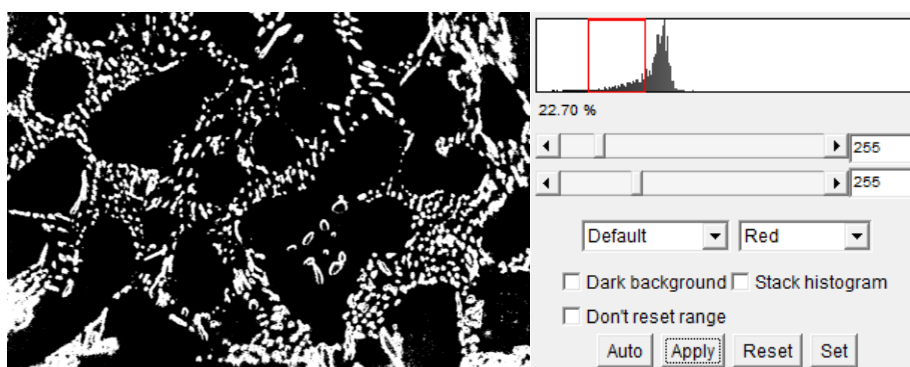 22.70 %
255
255
Default Red
Dark background Stack histogram
Don't reset range
Auto Apply Reset Set